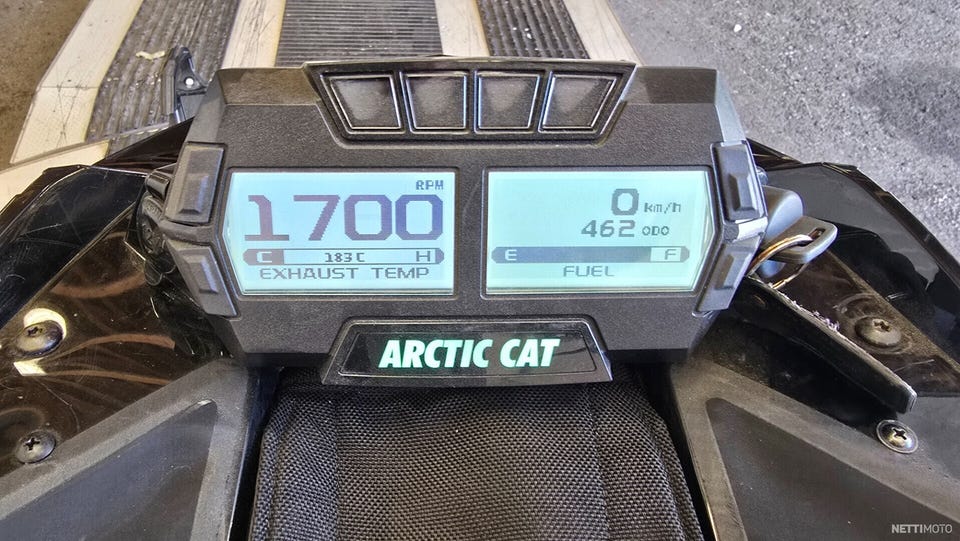 RPM
1700
C 183 C H
EXHAUST TEMP
0 km/h
462 ODO
E F
FUEL
ARCTIC CAT
NETTIMOTO